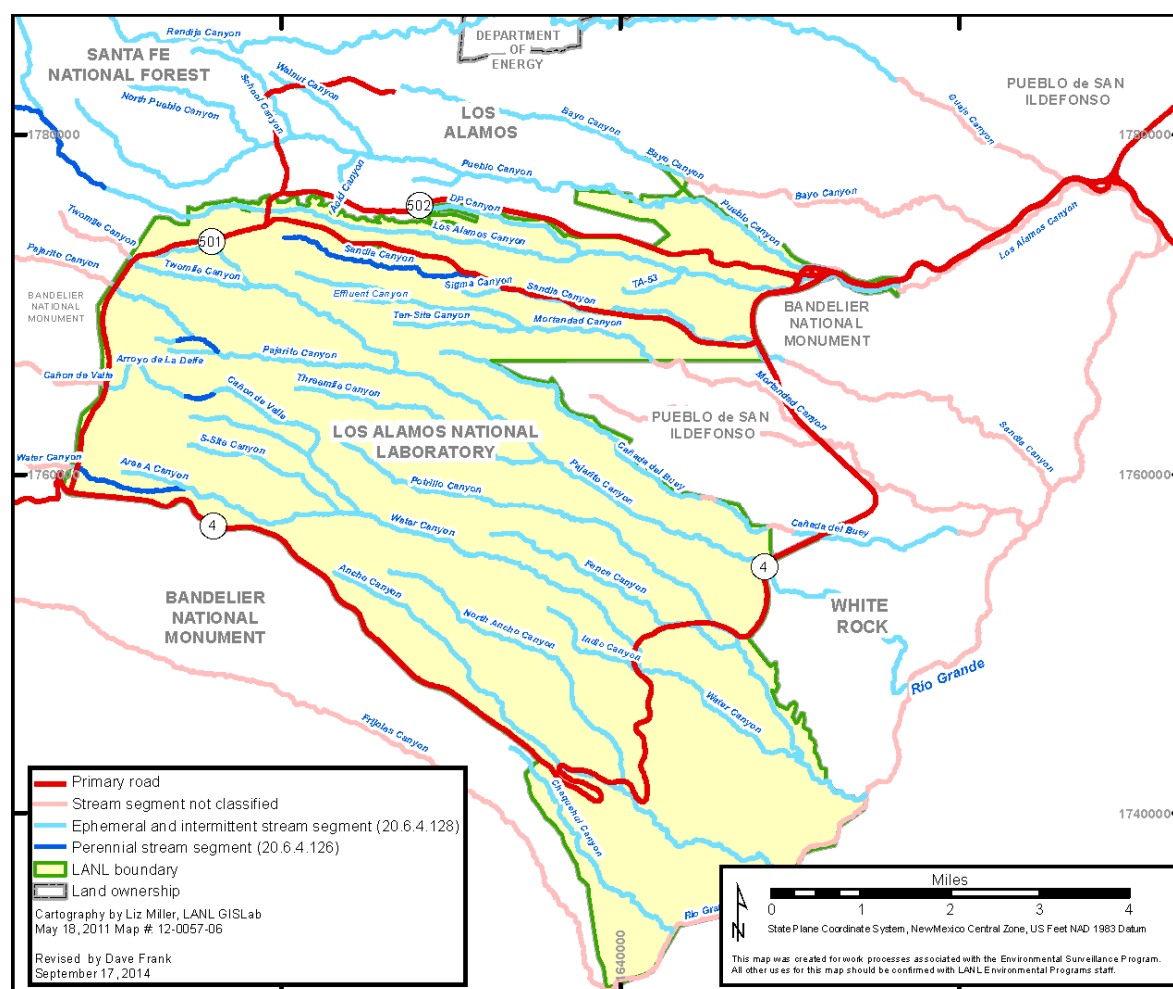 Rendija Canyon
DEPARTMENT
OF
ENERGY
SANTA FE
NATIONAL FOREST
Walnut Canyon
School Canyon
North Pueblo Canyon
LOS
ALAMOS
Bayo Canyon
Guaje Canyon
PUEBLO de SAN
ILDEFONSO
1780000
1780000
Acid Canyon
Pueblo Canyon
Bayo Canyon
Bayo Canyon
Twomile Canyon
502
DP Canyon
Pueblo Canyon
Los Alamos Canyon
Los Alamos Canyon
501
Pajarito Canyon
Sandia Canyon
Twomile Canyon
Sigma Canyon
TA-53
BANDELIER
NATIONAL
MONUMENT
Effluent Canyon
Sandia Canyon
Ten-Site Canyon
Mortandad Canyon
BANDELIER
NATIONAL
MONUMENT
Arroyo de La Delfe
Pajarito Canyon
Cañon de Valle
Threemile Canyon
Cañon de Valle
Mortandad Canyon
PUEBLO de SAN
ILDEFONSO
LOS ALAMOS NATIONAL
LABORATORY
S-Site Canyon
Sandia Canyon
Water Canyon
Area A Canyon
Cañada del Buey
Pajarito Canyon
1760000
1760000
Potrillo Canyon
4
Water Canyon
Cañada del Buey
Fence Canyon
4
Ancho Canyon
BANDELIER
NATIONAL
MONUMENT
WHITE
ROCK
North Ancho Canyon
Indio Canyon
Rio Grande
Water Canyon
Frijoles Canyon
Chaquehui Canyon
1740000
Rio Gran
1640000
Primary road
Stream segment not classified
Ephemeral and intermittent stream segment (20.6.4.128)
Perennial stream segment (20.6.4.126)
LANL boundary
Land ownership
Cartography by Liz Miller, LANL GISLab
May 18, 2011 Map # 12-0057-06
Revised by Dave Frank
September 17, 2014
N
Miles
0 1 2 3 4
State Plane Coordinate System, NewMexico Central Zone, US Feet NAD 1983 Datum
This map was created for work processes associated with the Environmental Surveillance Program.
All other uses for this map should be confirmed with LANL Environmental Programs staff.